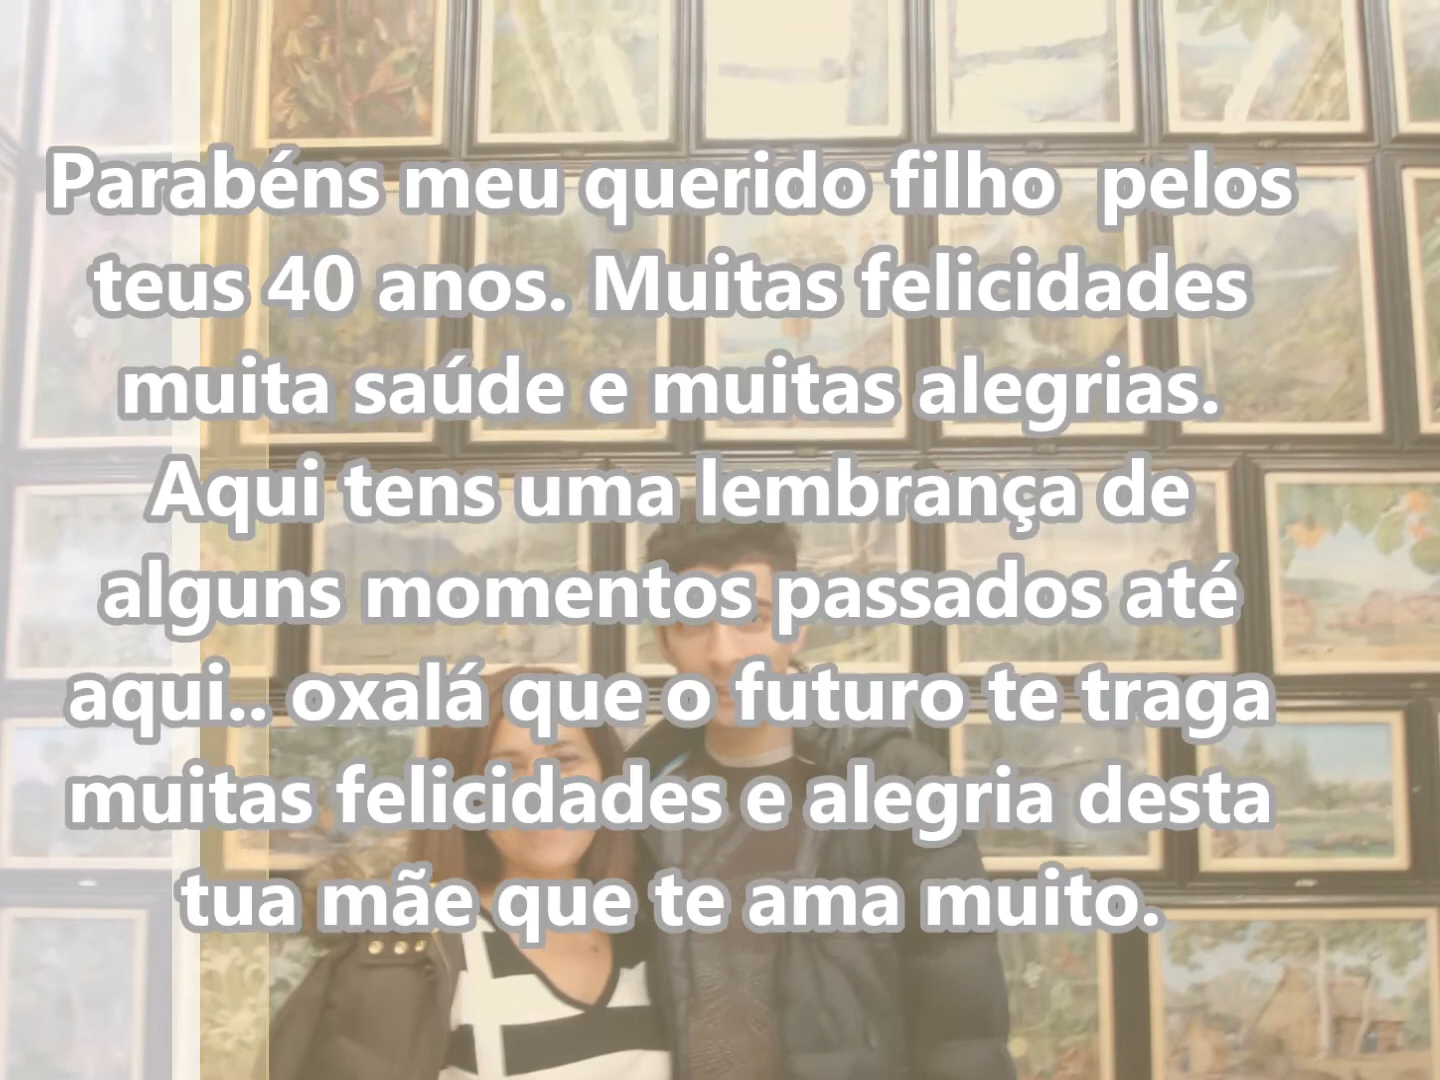 Parabéns meu querido filho  pelos
teus 40 anos. Muitas felicidades
muita saúde e muitas alegrias.
Aqui tens uma lembrança de
alguns momentos passados até
aqui.. oxalá que o futuro te traga
muitas felicidades e alegria desta
tua mãe que te ama muito.